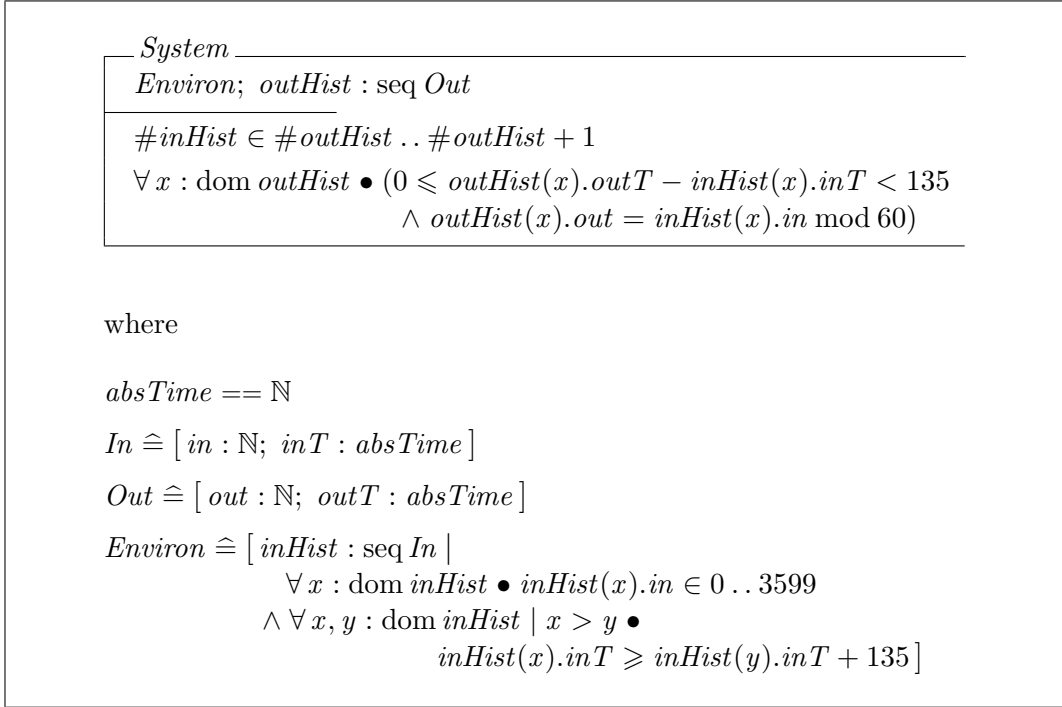 System
Environ; outHist : seq Out
#inHist ∈ #outHist . . #outHist + 1
∀ x : dom outHist • (0 ⩽ outHist(x).outT − inHist(x).inT < 135
∧ outHist(x).out = inHist(x).in mod 60)
where
absTime == ℕ
In ≙ [ in : ℕ; inT : absTime ]
Out ≙ [ out : ℕ; outT : absTime ]
Environ ≙ [ inHist : seq In |
∀ x : dom inHist • inHist(x).in ∈ 0 . . 3599
∧ ∀ x, y : dom inHist | x > y •
inHist(x).inT ⩾ inHist(y).inT + 135 ]